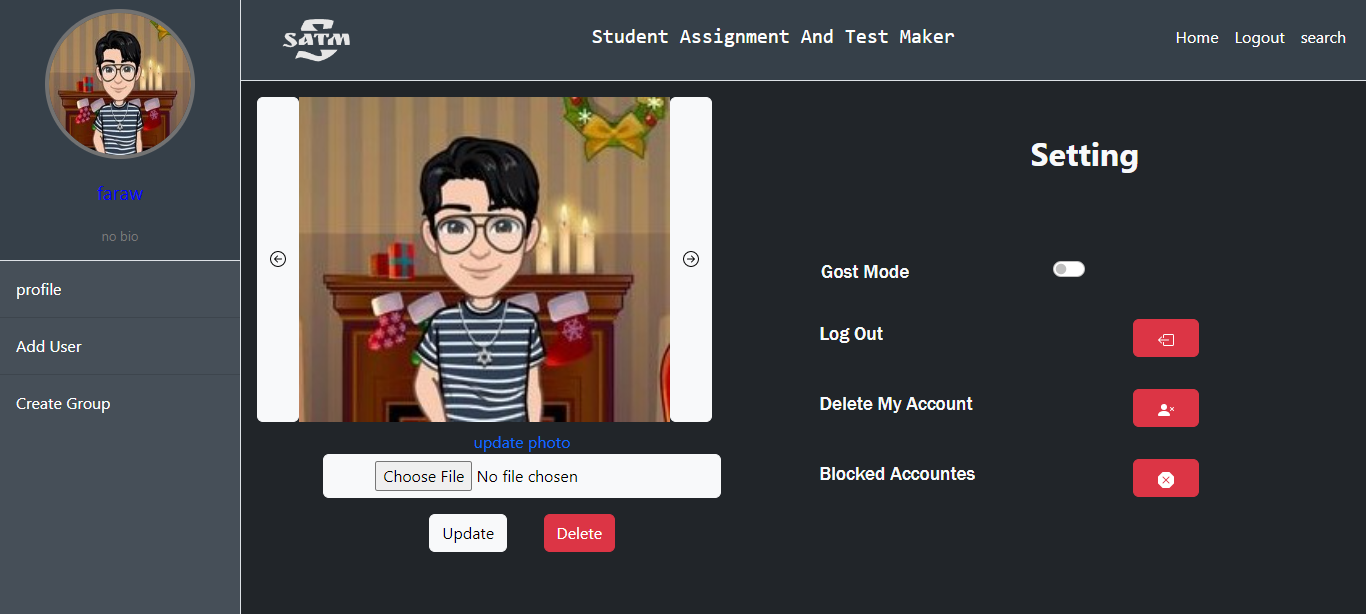 SATM
Student Assignment And Test Maker
Home Logout search
faraw
no bio
profile
Add User
Create Group
update photo
Choose File No file chosen
Update Delete
Setting
Gost Mode
Log Out
Delete My Account
Blocked Accountes